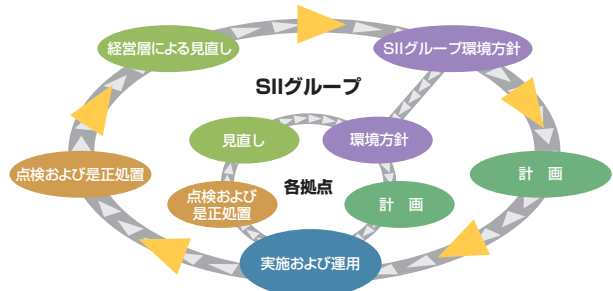 経営層による見直し
SIIグループ環境方針
SIIグループ
見直し
環境方針
点検および是正処置
計　画
各拠点
点検および
是正処置
計　画
実施および運用